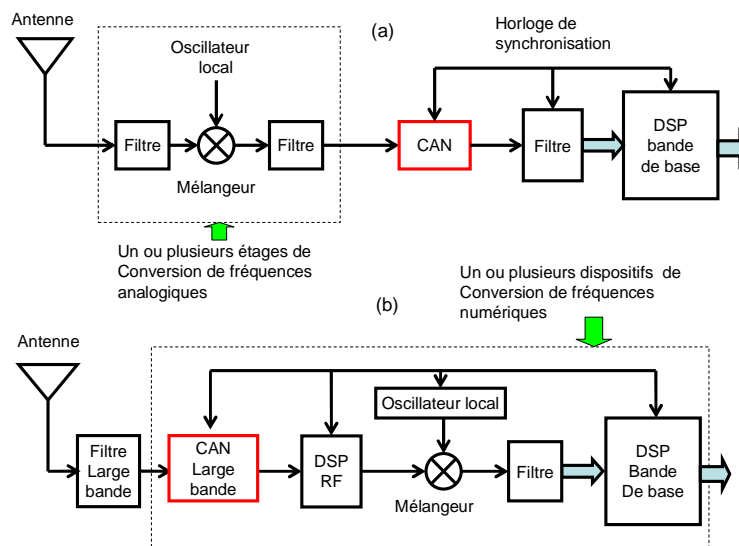 Antenne
Oscillateur
local
(a)
Horloge de
synchronisation
Filtre
Filtre
CAN
Filtre
DSP
bande
de base
Mélangeur
Un ou plusieurs étages de
Conversion de fréquences
analogiques
Un ou plusieurs dispositifs de
Conversion de fréquences
numériques
(b)
Antenne
Oscillateur local
Filtre
Large
bande
CAN
Large
bande
DSP
RF
Mélangeur
Filtre
DSP
Bande
De base